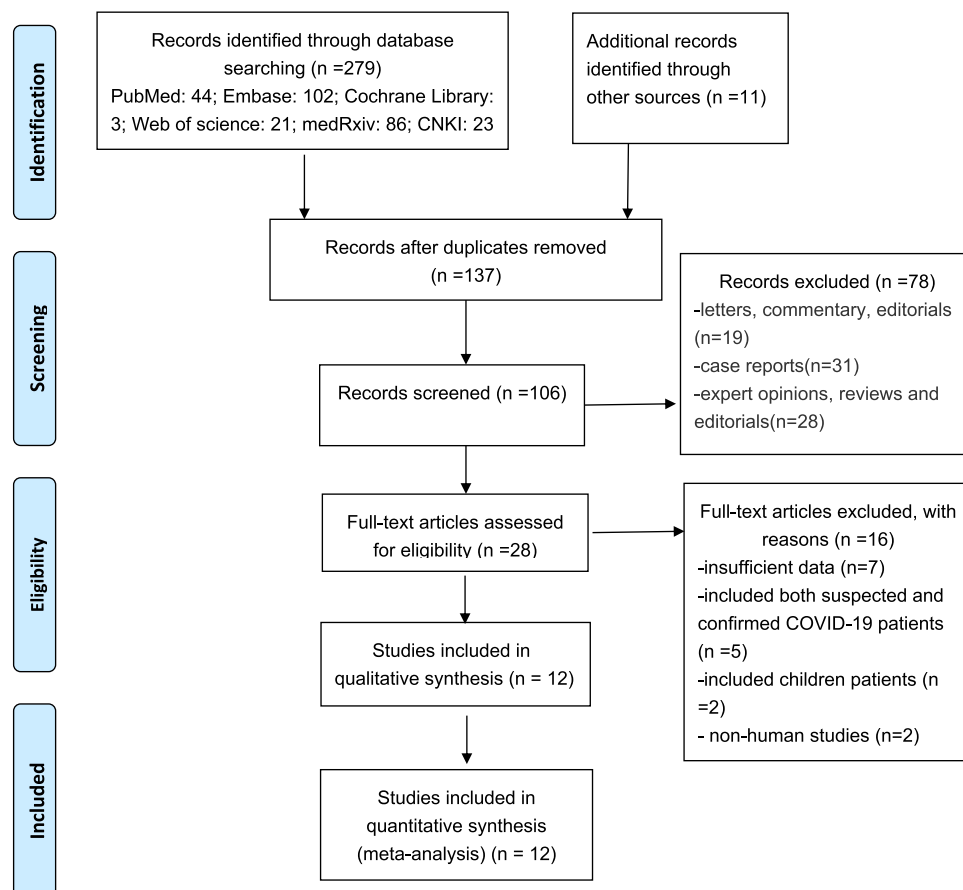 Identification
Records identified through database
searching (n =279)
PubMed: 44; Embase: 102; Cochrane Library:
3; Web of science: 21; medRxiv: 86; CNKI: 23
Additional records
identified through
other sources (n =11)
Records after duplicates removed
(n =137)
Screening
Records excluded (n =78)
-letters, commentary, editorials
(n=19)
-case reports(n=31)
-expert opinions, reviews and
editorials(n=28)
Records screened (n =106)
Eligibility
Full-text articles assessed
for eligibility (n =28)
Full-text articles excluded, with
reasons (n =16)
-insufficient data (n=7)
-included both suspected and
confirmed COVID-19 patients
(n =5)
-included children patients (n
=2)
- non-human studies (n=2)
Studies included in
qualitative synthesis (n = 12)
Included
Studies included in
quantitative synthesis
(meta-analysis) (n = 12)